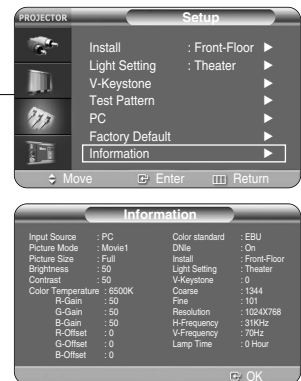 PROJECTOR Setup
Install : Front-Floor
Light Setting : Theater
V-Keystone
Test Pattern
PC
Factory Default
Information
Move Enter Return
Information
Input Source : PC
Picture Mode : Movie1
Picture Size : Full
Brightness : 50
Contrast : 50
Color Temperature : 6500K
R-Gain : 50
G-Gain : 50
B-Gain : 50
R-Offset : 0
G-Offset : 0
B-Offset : 0
Color standard : EBU
DNIe : On
Install : Front-Floor
Light Setting : Theater
V-Keystone : 0
Coarse : 1344
Fine : 101
Resolution : 1024X768
H-Frequency : 31KHz
V-Frequency : 70Hz
Lamp Time : 0 Hour
OK